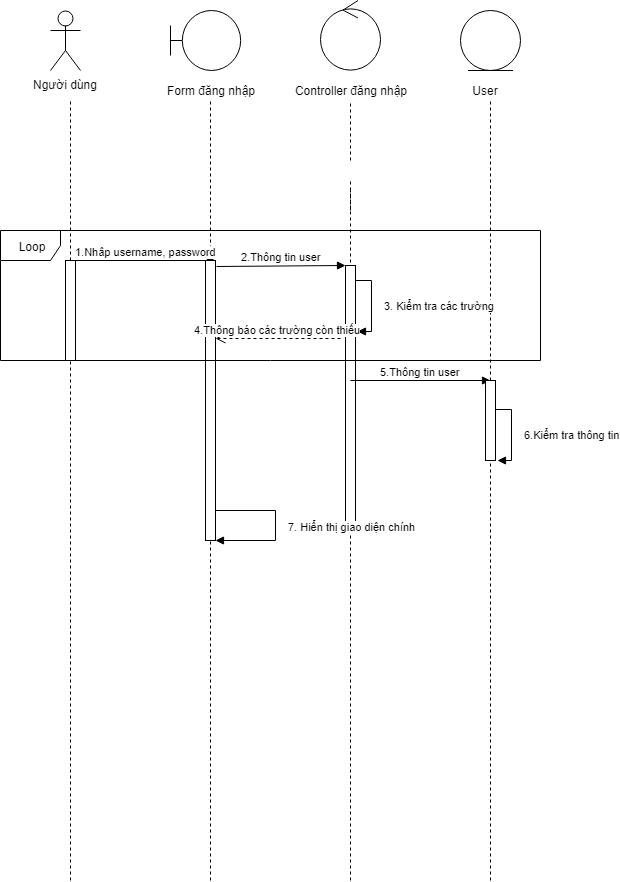 Người dùng
Form đăng nhập
Controller đăng nhập
User
Loop
1.Nhập username, password
2.Thông tin user
3. Kiểm tra các trường
4.Thông báo các trường còn thiếu
5.Thông tin user
6.Kiểm tra thông tin
7. Hiển thị giao diện chính